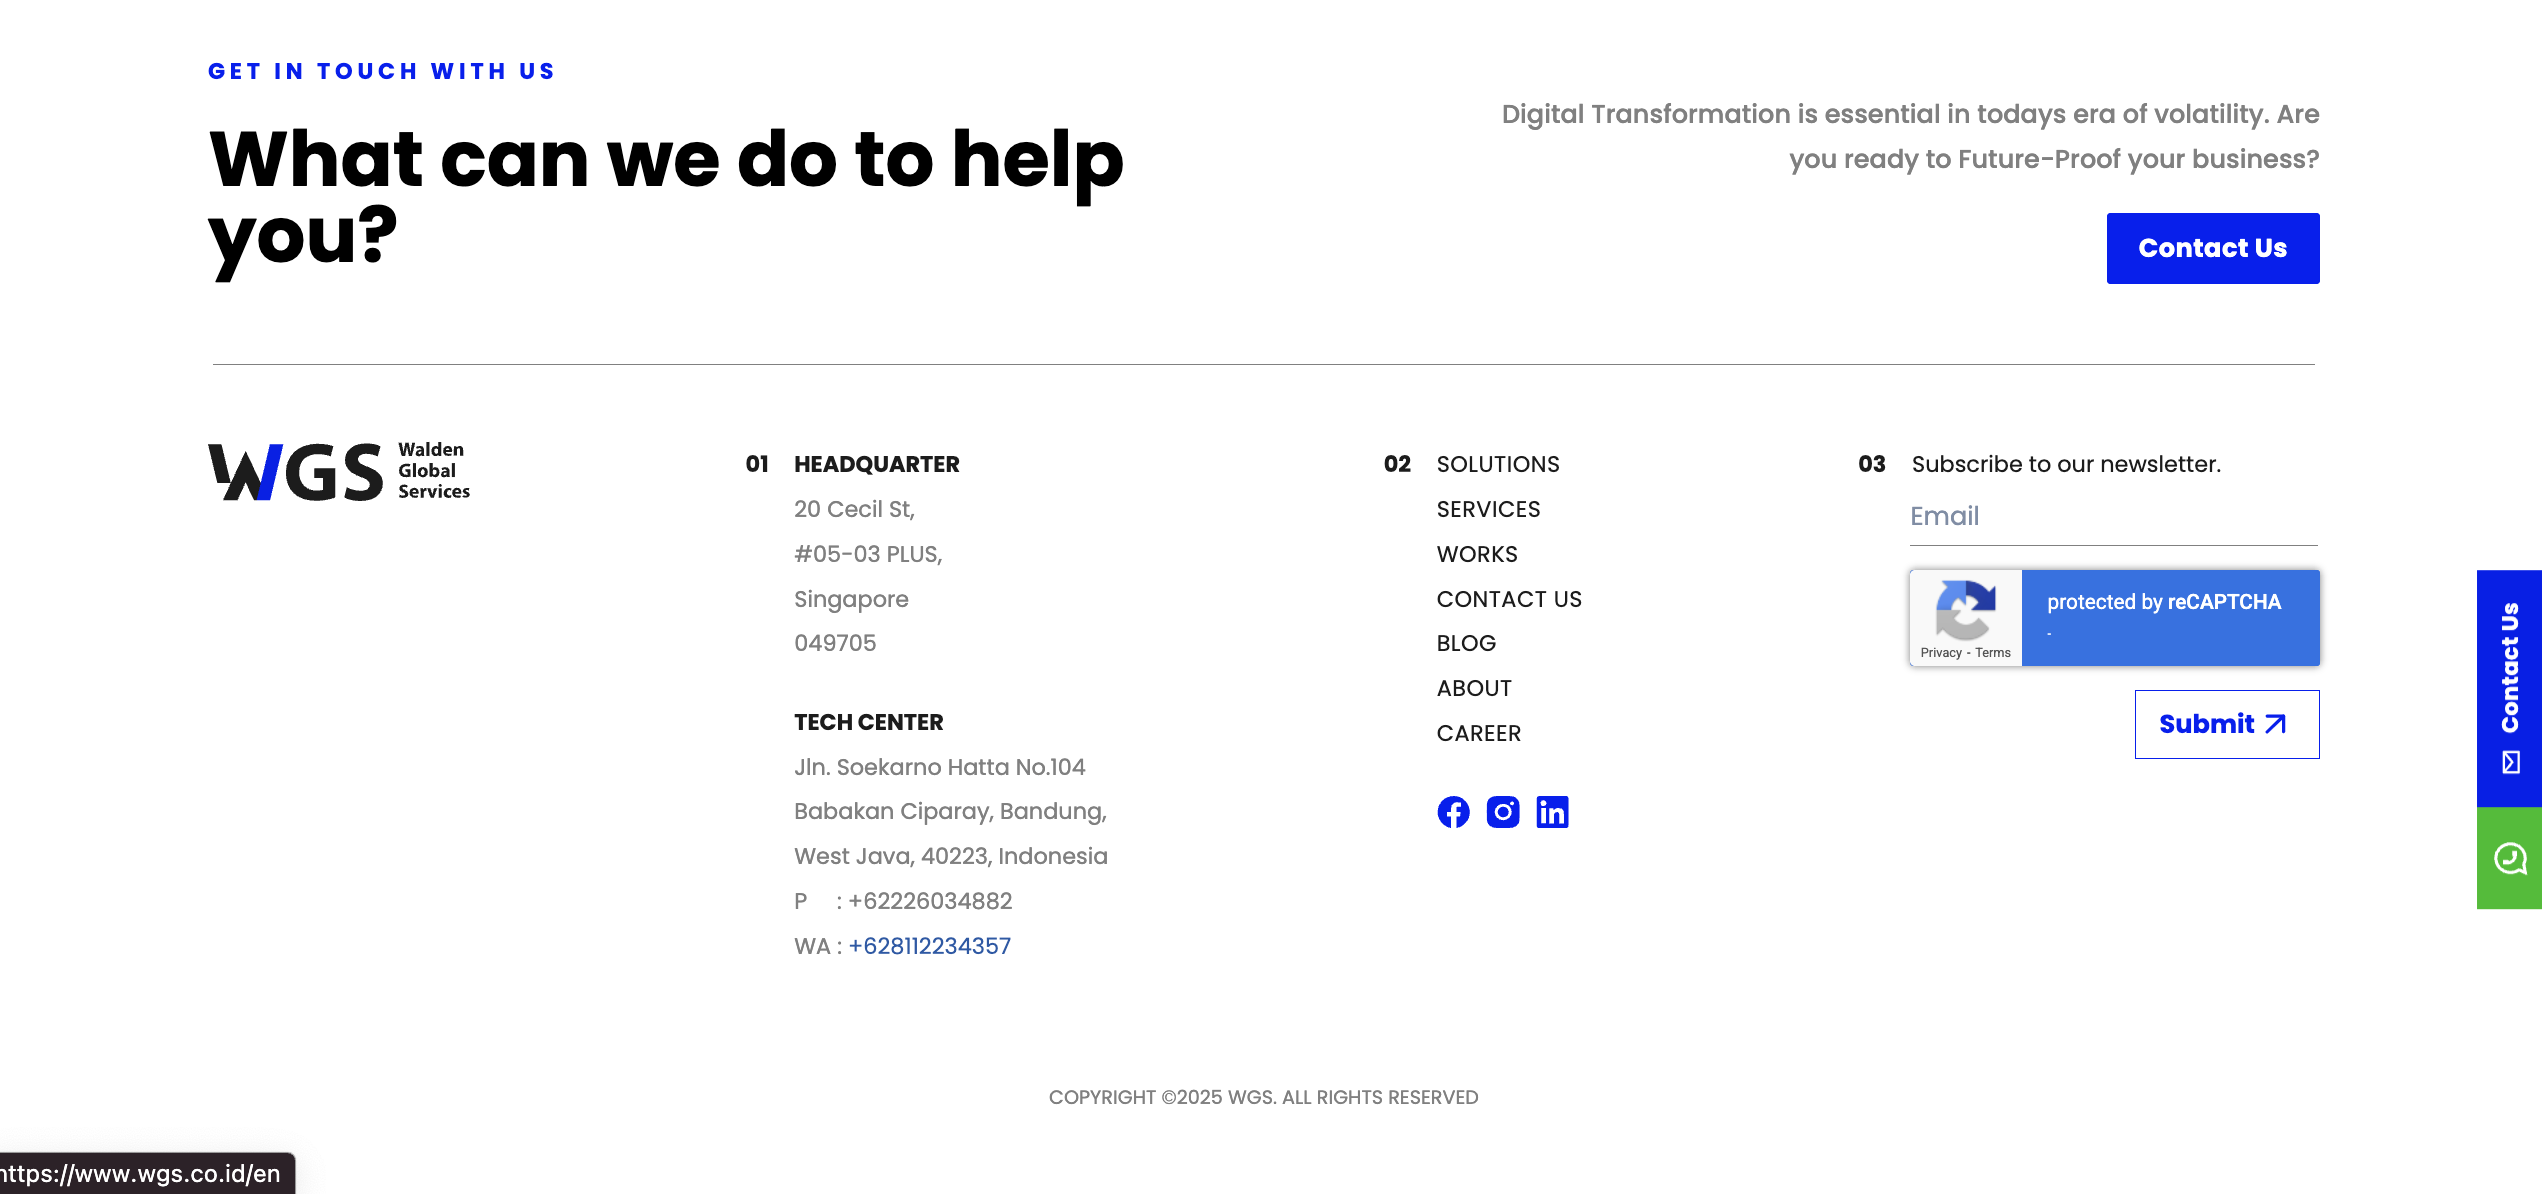 GET IN TOUCH WITH US
What can we do to help
you?
Digital Transformation is essential in todays era of volatility. Are
you ready to Future-Proof your business?
Contact Us
WGS Walden
Global
Services
01 HEADQUARTER
20 Cecil St,
#05-03 PLUS,
Singapore
049705
TECH CENTER
Jln. Soekarno Hatta No.104
Babakan Ciparay, Bandung,
West Java, 40223, Indonesia
P : +62226034882
WA : +628112234357
02 SOLUTIONS
SERVICES
WORKS
CONTACT US
BLOG
ABOUT
CAREER
03 Subscribe to our newsletter.
Email
protected by reCAPTCHA
-
Privacy - Terms
Submit
Contact Us
COPYRIGHT ©2025 WGS. ALL RIGHTS RESERVED
https://www.wgs.co.id/en